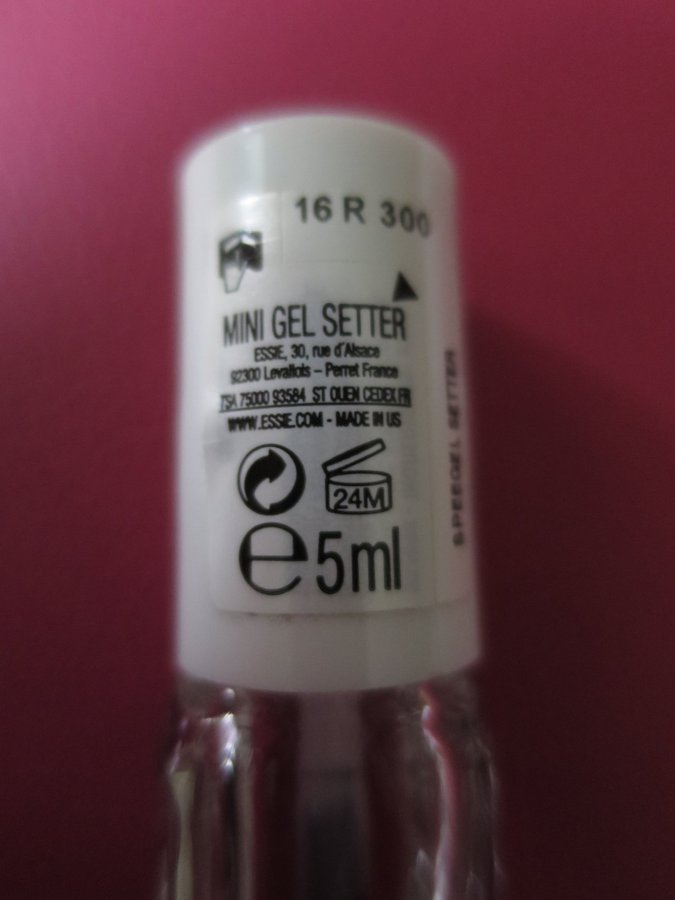 16 R 300
MINI GEL SETTER
ESSIE, 30, rue d'Alsace
92300 Levallois – Perret France
TSA 75000 93584 ST OUEN CEDEX FR
WWW.ESSIE.COM - MADE IN US
24M
e 5ml
GEL SETTER